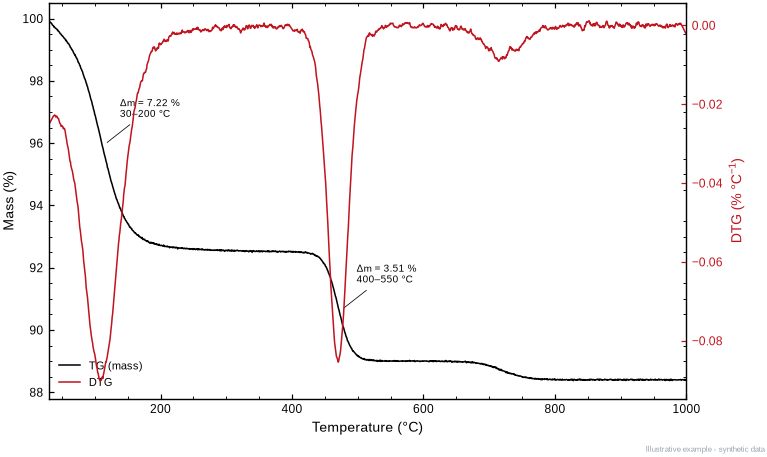 100
98
96
94
92
90
88
Mass (%)
Δm = 7.22 %
30–200 °C
Δm = 3.51 %
400–550 °C
TG (mass)
DTG
200
400
600
800
1000
Temperature (°C)
0.00
−0.02
−0.04
−0.06
−0.08
DTG (% °C⁻¹)
Illustrative example - synthetic data